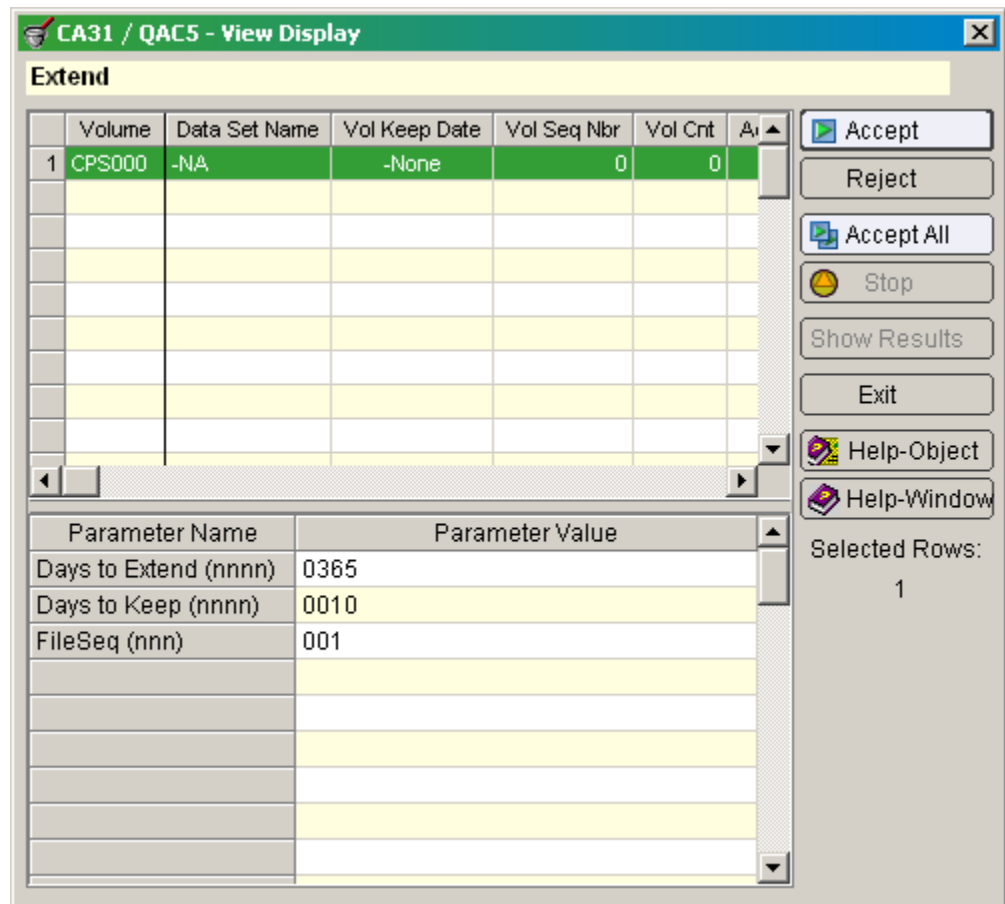 CA31 / QAC5 - View Display
Extend
Volume Data Set Name Vol Keep Date Vol Seq Nbr Vol Cnt
1 CPS000 -NA -None 0 0
Accept
Reject
Accept All
Stop
Show Results
Exit
Help-Object
Help-Window
Selected Rows:
1
Parameter Name Parameter Value
Days to Extend (nnnn) 0365
Days to Keep (nnnn) 0010
FileSeq (nnn) 001